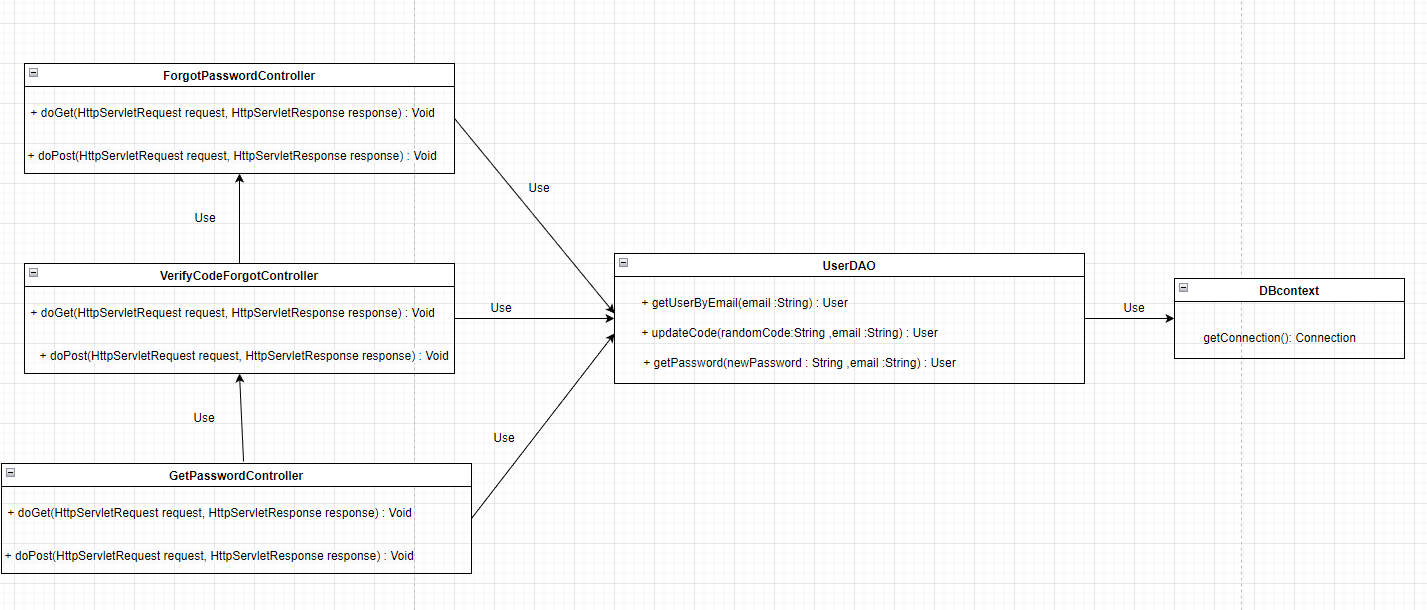 ForgotPasswordController
+ doGet(HttpServletRequest request, HttpServletResponse response) : Void
+ doPost(HttpServletRequest request, HttpServletResponse response) : Void
Use
Use
VerifyCodeForgotController
+ doGet(HttpServletRequest request, HttpServletResponse response) : Void
+ doPost(HttpServletRequest request, HttpServletResponse response) : Void
Use
Use
GetPasswordController
+ doGet(HttpServletRequest request, HttpServletResponse response) : Void
+ doPost(HttpServletRequest request, HttpServletResponse response) : Void
Use
UserDAO
+ getUserByEmail(email :String) : User
+ updateCode(randomCode:String ,email :String) : User
+ getPassword(newPassword : String ,email :String) : User
Use
DBcontext
getConnection(): Connection